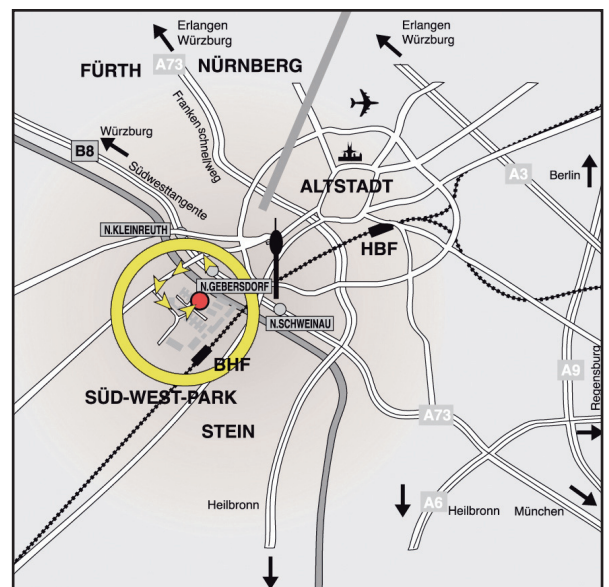 Erlangen
Würzburg
Erlangen
Würzburg
A73
NÜRNBERG
FÜRTH
Frankenschnellweg
Würzburg
B8
Südwesttangente
A3
Berlin
ALTSTADT
N.KLEINREUTH
HBF
N.GEBERSDORF
N.SCHWEINAU
BHF
A9
Regensburg
SÜD-WEST-PARK
A73
STEIN
Heilbronn
A6
Heilbronn
München